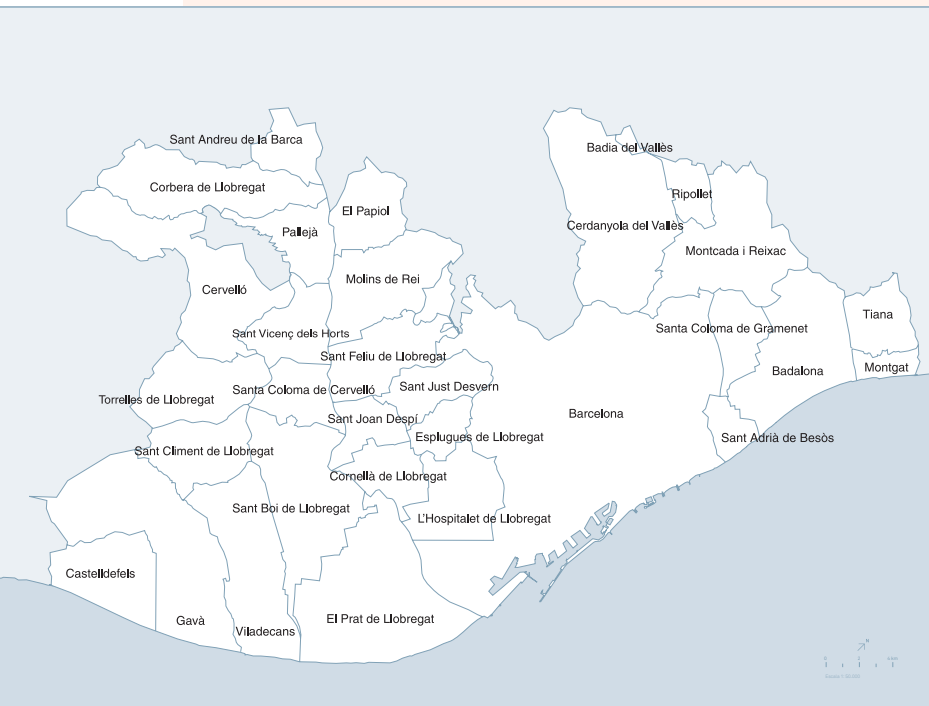 Sant Andreu de la Barca
Badia del Vallès
Corbera de Llobregat
Ripollet
El Papiol
Cerdanyola del Vallès
Pallejà
Montcada i Reixac
Molins de Rei
Cervelló
Tiana
Santa Coloma de Gramenet
Sant Vicenç dels Horts
Sant Feliu de Llobregat
Montgat
Badalona
Sant Just Desvern
Santa Coloma de Cervelló
Torrelles de Llobregat
Barcelona
Sant Joan Despí
Esplugues de Llobregat
Sant Adrià de Besòs
Sant Climent de Llobregat
Cornellà de Llobregat
Sant Boi de Llobregat
L'Hospitalet de Llobregat
Castelldefels
El Prat de Llobregat
Gavà
Viladecans
N